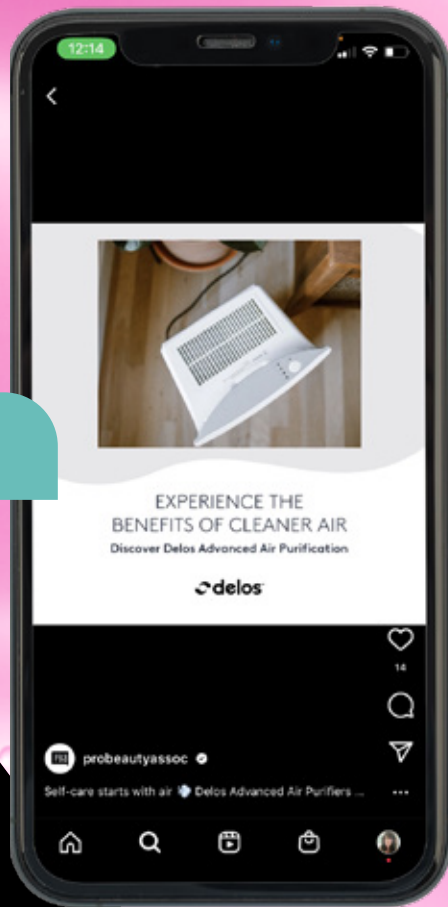 12:14
EXPERIENCE THE
BENEFITS OF CLEANER AIR
Discover Delos Advanced Air Purification
delos
14
probeautyassoc
Self-care starts with air 💨 Delos Advanced Air Purifiers ...